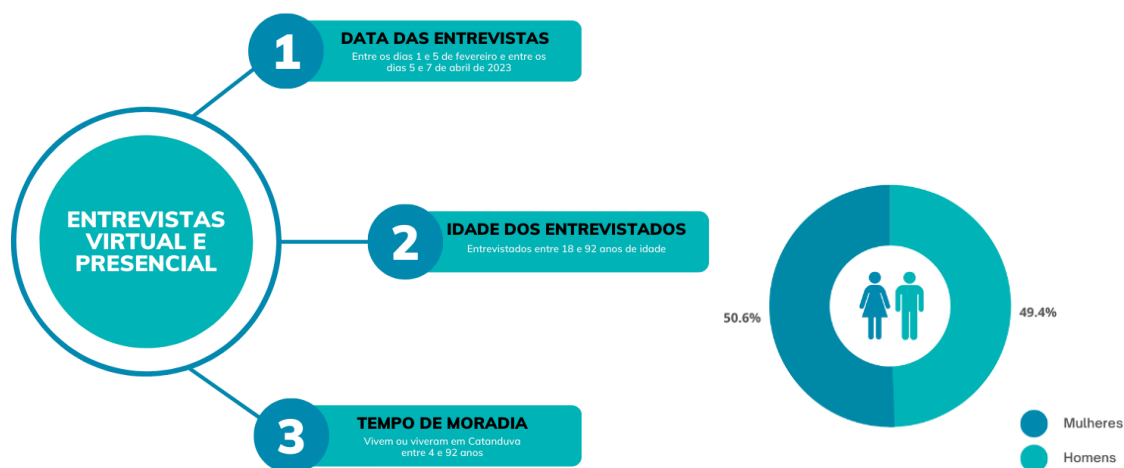 1
DATA DAS ENTREVISTAS
Entre os dias 1 e 5 de fevereiro e entre os
dias 5 e 7 de abril de 2023
ENTREVISTAS
VIRTUAL E
PRESENCIAL
2
IDADE DOS ENTREVISTADOS
Entrevistados entre 18 e 92 anos de idade
3
TEMPO DE MORADIA
Vivem ou viveram em Catanduva
entre 4 e 92 anos
50.6%
49.4%
Mulheres
Homens